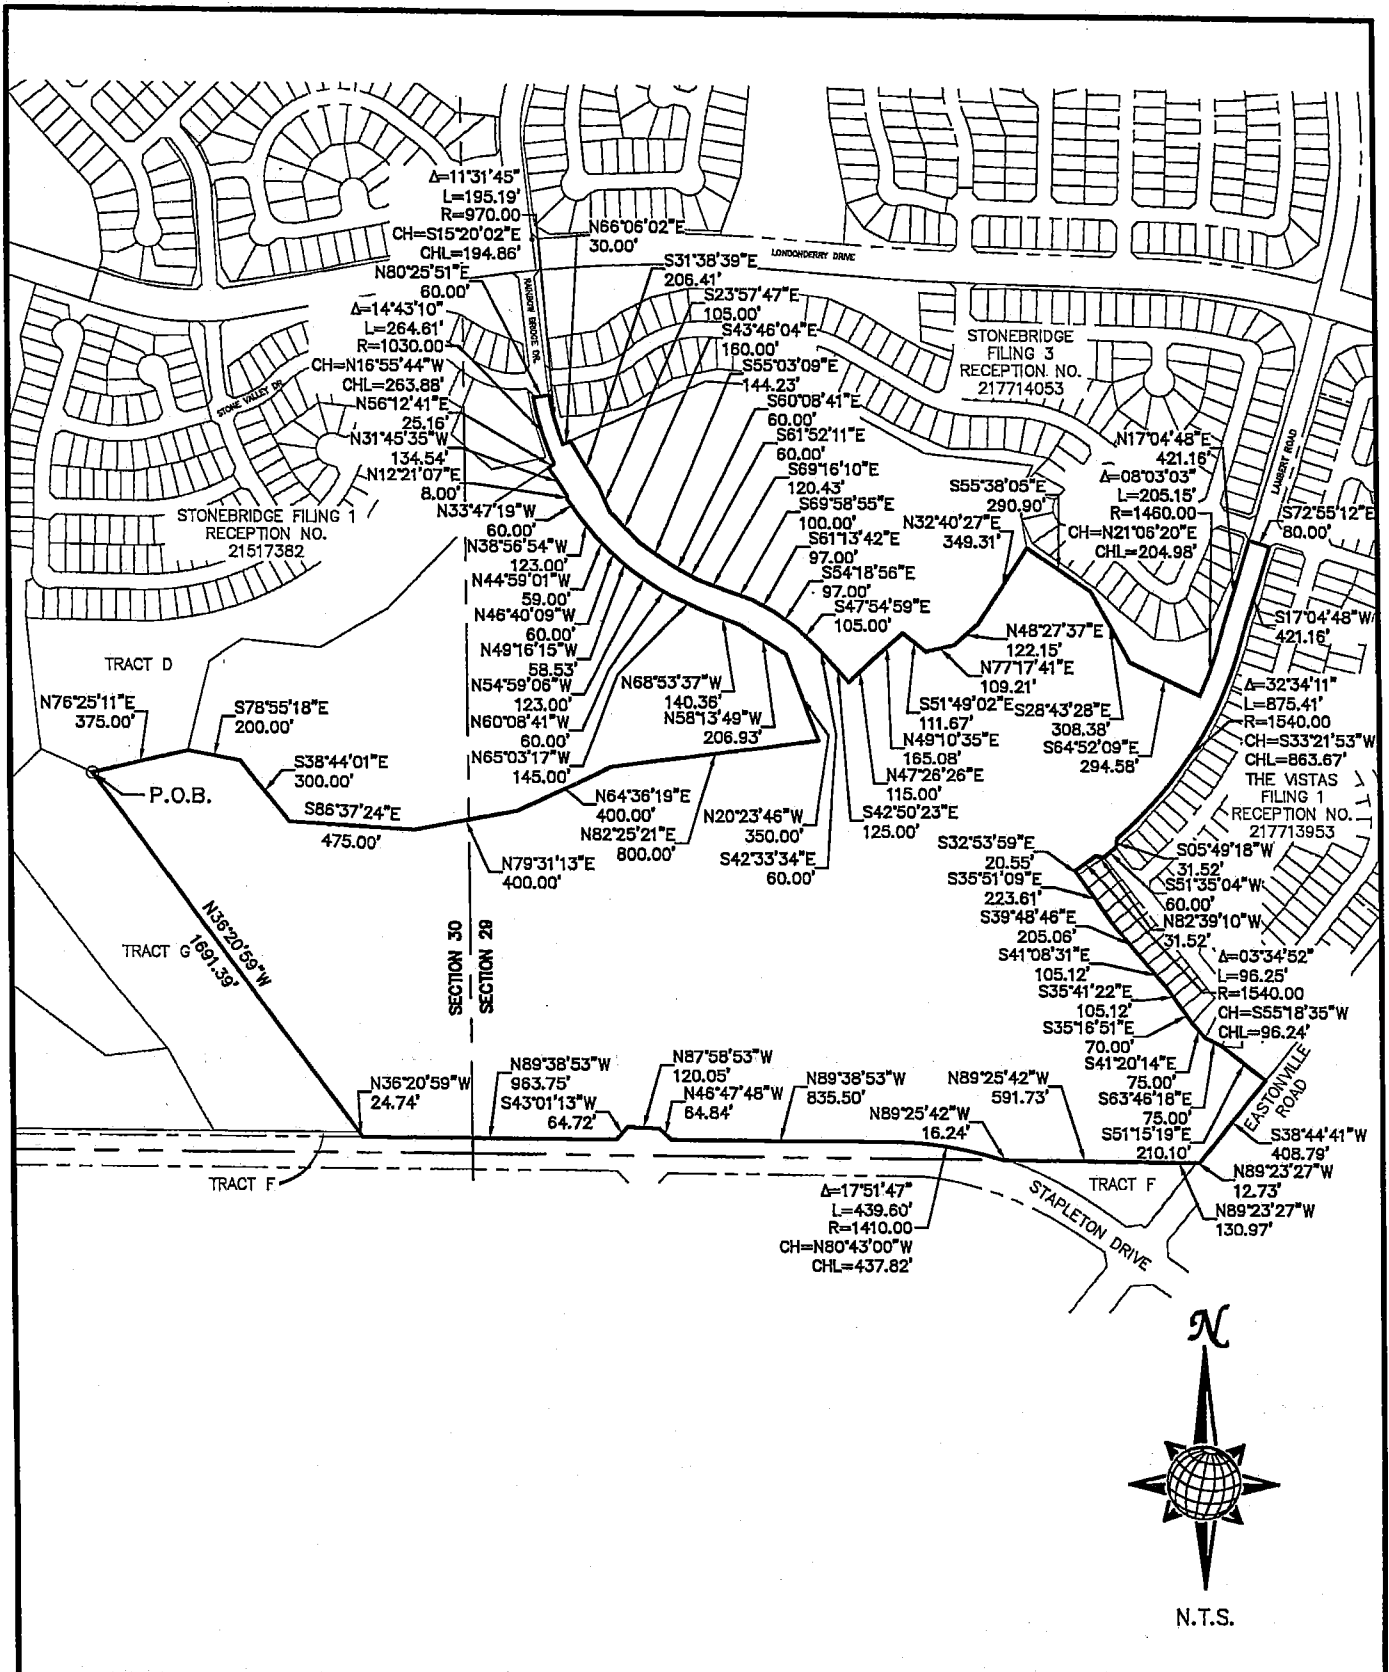 Δ=11°31'45"
L=195.19'
R=970.00
CH=S15°20'02"E
CHL=194.86'
N66°06'02"E
30.00'
LONDONDERRY DRIVE
N80°25'51"E
60.00'
RAINBOW BRIDGE DR.
S31°38'39"E
206.41'
S23°57'47"E
105.00'
Δ=14°43'10"
L=264.61'
R=1030.00
CH=N16°55'44"W
CHL=263.88'
S43°46'04"E
160.00'
S55°03'09"E
144.23'
STONEBRIDGE
FILING 3
RECEPTION. NO.
217714053
STONE VALLEY DR
N56°12'41"E
25.16'
S60°08'41"E
60.00'
N31°45'35"W
134.54'
S61°52'11"E
60.00'
N17°04'48"E
421.16'
LAMBERT ROAD
N12°21'07"E
8.00'
S69°16'10"E
120.43'
Δ=08°03'03"
L=205.15'
R=1460.00
CH=N21°06'20"E
CHL=204.98'
S55°38'05"E
290.90'
STONEBRIDGE FILING 1
RECEPTION NO.
21517382
N33°47'19"W
60.00'
S69°58'55"E
100.00'
S72°55'12"E
80.00'
N32°40'27"E
349.31'
N38°56'54"W
123.00'
S61°13'42"E
97.00'
N44°59'01"W
59.00'
S54°18'56"E
97.00'
N46°40'09"W
60.00'
S47°54'59"E
105.00'
S17°04'48"W
421.16'
N48°27'37"E
122.15'
N49°16'15"W
58.53'
TRACT D
N77°17'41"E
109.21'
N54°59'06"W
123.00'
N68°53'37"W
140.36'
Δ=32°34'11"
L=875.41'
R=1540.00
CH=S33°21'53"W
CHL=863.67'
N76°25'11"E
375.00'
S78°55'18"E
200.00'
S51°49'02"E
111.67'
S28°43'28"E
308.38'
N60°08'41"W
60.00'
N58°13'49"W
206.93'
N49°10'35"E
165.08'
S64°52'09"E
294.58'
N65°03'17"W
145.00'
S38°44'01"E
300.00'
N47°26'26"E
115.00'
THE VISTAS
FILING 1
RECEPTION NO.
217713953
P.O.B.
S86°37'24"E
475.00'
N64°36'19"E
400.00'
N20°23'46"W
350.00'
S42°50'23"E
125.00'
N82°25'21"E
800.00'
S42°33'34"E
60.00'
S32°53'59"E
20.55'
S05°49'18"W
31.52'
N79°31'13"E
400.00'
S35°51'09"E
223.61'
S51°35'04"W
60.00'
S39°48'46"E
205.06'
N82°39'10"W
31.52'
N36°20'59"W
1691.39'
TRACT G
SECTION 30
SECTION 29
S41°08'31"E
105.12'
Δ=03°34'52"
L=96.25'
R=1540.00
CH=S55°18'35"W
CHL=96.24'
S35°41'22"E
105.12'
S35°16'51"E
70.00'
N36°20'59"W
24.74'
N89°38'53"W
963.75'
S43°01'13"W
64.72'
N87°58'53"W
120.05'
N46°47'48"W
64.84'
N89°38'53"W
835.50'
N89°25'42"W
16.24'
N89°25'42"W
591.73'
S41°20'14"E
75.00'
S63°46'18"E
75.00'
S51°15'19"E
210.10'
EASTONVILLE
ROAD
S38°44'41"W
408.79'
TRACT F
TRACT F
N89°23'27"W
12.73'
N89°23'27"W
130.97'
Δ=17°51'47"
L=439.60'
R=1410.00
CH=N80°43'00"W
CHL=437.82'
STAPLETON DRIVE
N
N.T.S.